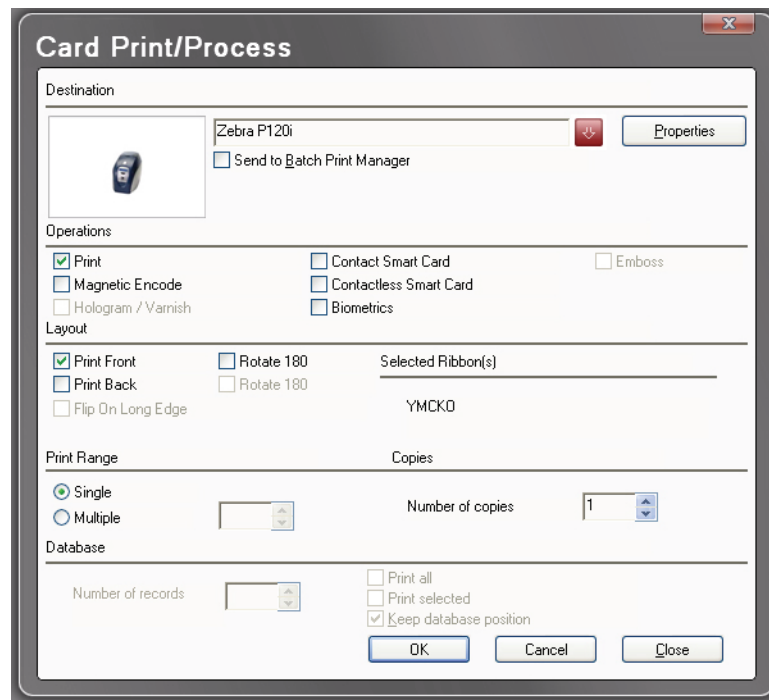 Card Print/Process
Destination
Zebra P120i
Properties
Send to Batch Print Manager
Operations
Print
Contact Smart Card
Emboss
Magnetic Encode
Contactless Smart Card
Hologram / Varnish
Biometrics
Layout
Print Front
Rotate 180
Selected Ribbon(s)
Print Back
Rotate 180
YMCKO
Flip On Long Edge
Print Range
Copies
Single
Number of copies
1
Multiple
Database
Number of records
Print all
Print selected
Keep database position
OK
Cancel
Close